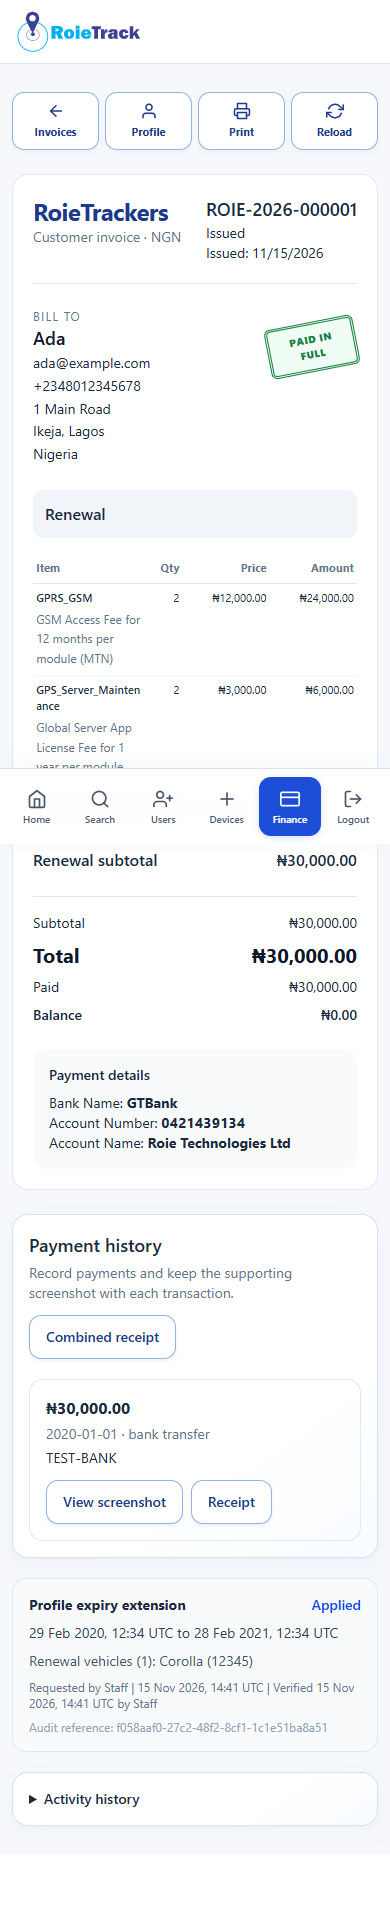 RoieTrack
Invoices
Profile
Print
Reload
RoieTrackers
Customer invoice · NGN
ROIE-2026-000001
Issued
Issued: 11/15/2026
BILL TO
Ada
ada@example.com
+2348012345678
1 Main Road
Ikeja, Lagos
Nigeria
PAID IN
FULL
Renewal
Item Qty Price Amount
GPRS_GSM 2 ₦12,000.00 ₦24,000.00
GSM Access Fee for
12 months per
module (MTN)
GPS_Server_Mainten 2 ₦3,000.00 ₦6,000.00
ance
Global Server App
License Fee for 1
year per module
Home
Search
Users
Devices
Finance
Logout
Renewal subtotal ₦30,000.00
Subtotal ₦30,000.00
Total ₦30,000.00
Paid ₦30,000.00
Balance ₦0.00
Payment details
Bank Name: GTBank
Account Number: 0421439134
Account Name: Roie Technologies Ltd
Payment history
Record payments and keep the supporting
screenshot with each transaction.
Combined receipt
₦30,000.00
2020-01-01 · bank transfer
TEST-BANK
View screenshot
Receipt
Profile expiry extension Applied
29 Feb 2020, 12:34 UTC to 28 Feb 2021, 12:34 UTC
Renewal vehicles (1): Corolla (12345)
Requested by Staff | 15 Nov 2026, 14:41 UTC | Verified 15 Nov
2026, 14:41 UTC by Staff
Audit reference: f058aaf0-27c2-48f2-8cf1-1c1e51ba8a51
Activity history